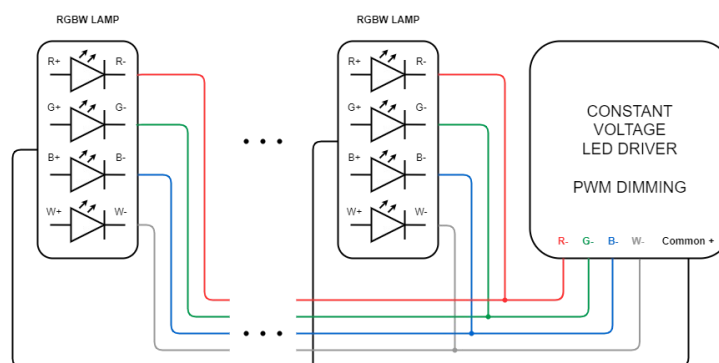 RGBW LAMP
R+ R-
G+ G-
B+ B-
W+ W-
RGBW LAMP
R+ R-
G+ G-
B+ B-
W+ W-
CONSTANT
VOLTAGE
LED DRIVER
PWM DIMMING
R- G- B- W- Common +